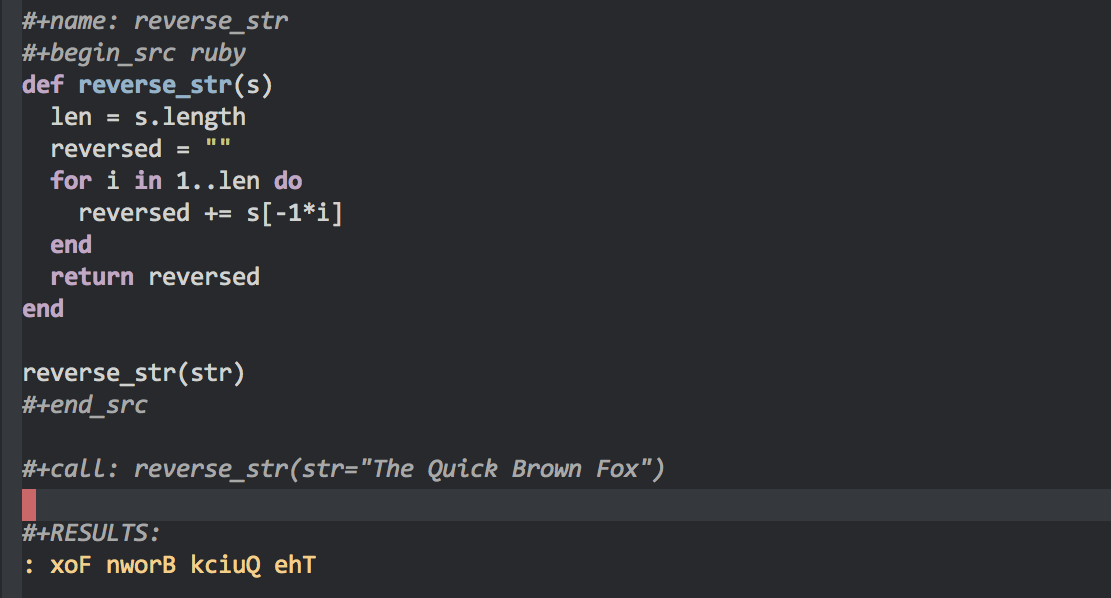 #+name: reverse_str
#+begin_src ruby
def reverse_str(s)
  len = s.length
  reversed = ""
  for i in 1..len do
    reversed += s[-1*i]
  end
  return reversed
end

reverse_str(str)
#+end_src

#+call: reverse_str(str="The Quick Brown Fox")

#+RESULTS:
: xoF nworB kciuQ ehT